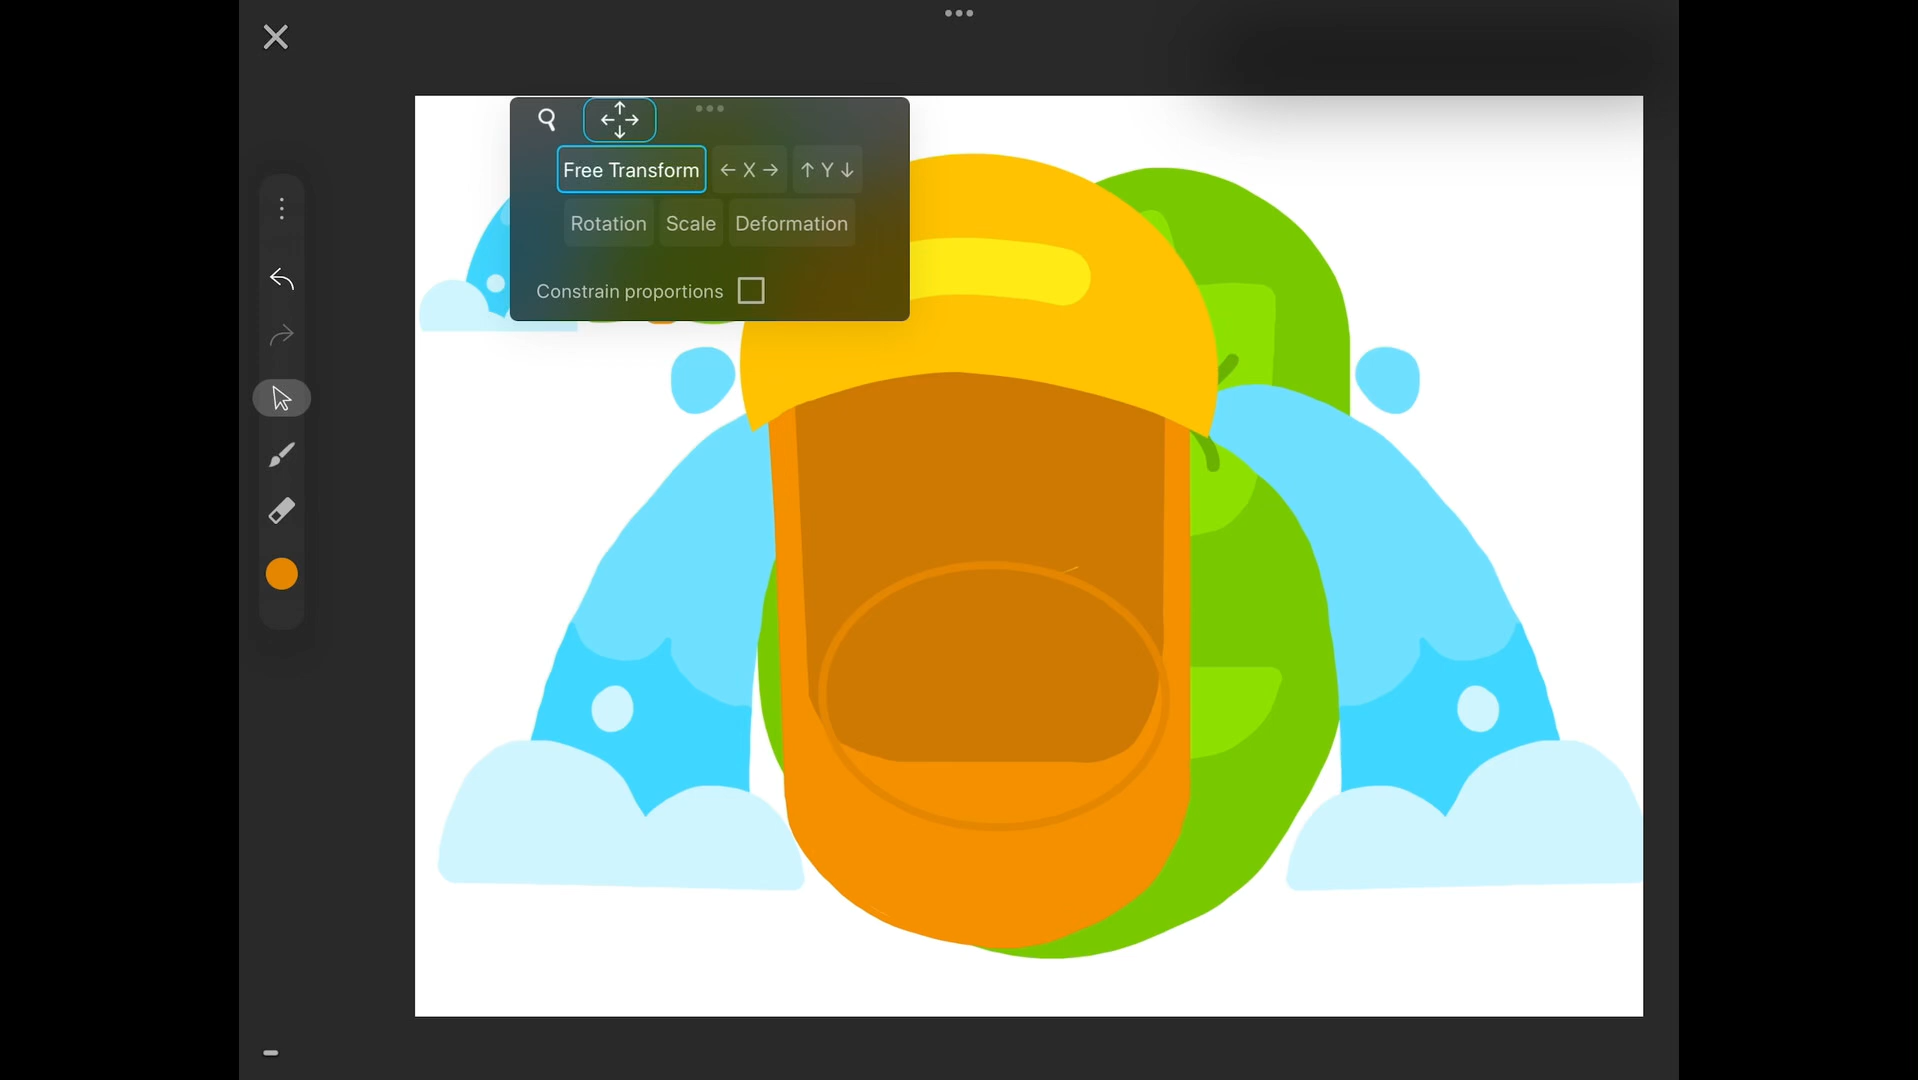 Free Transform ← X → ↑ Y ↓
Rotation Scale Deformation
Constrain proportions